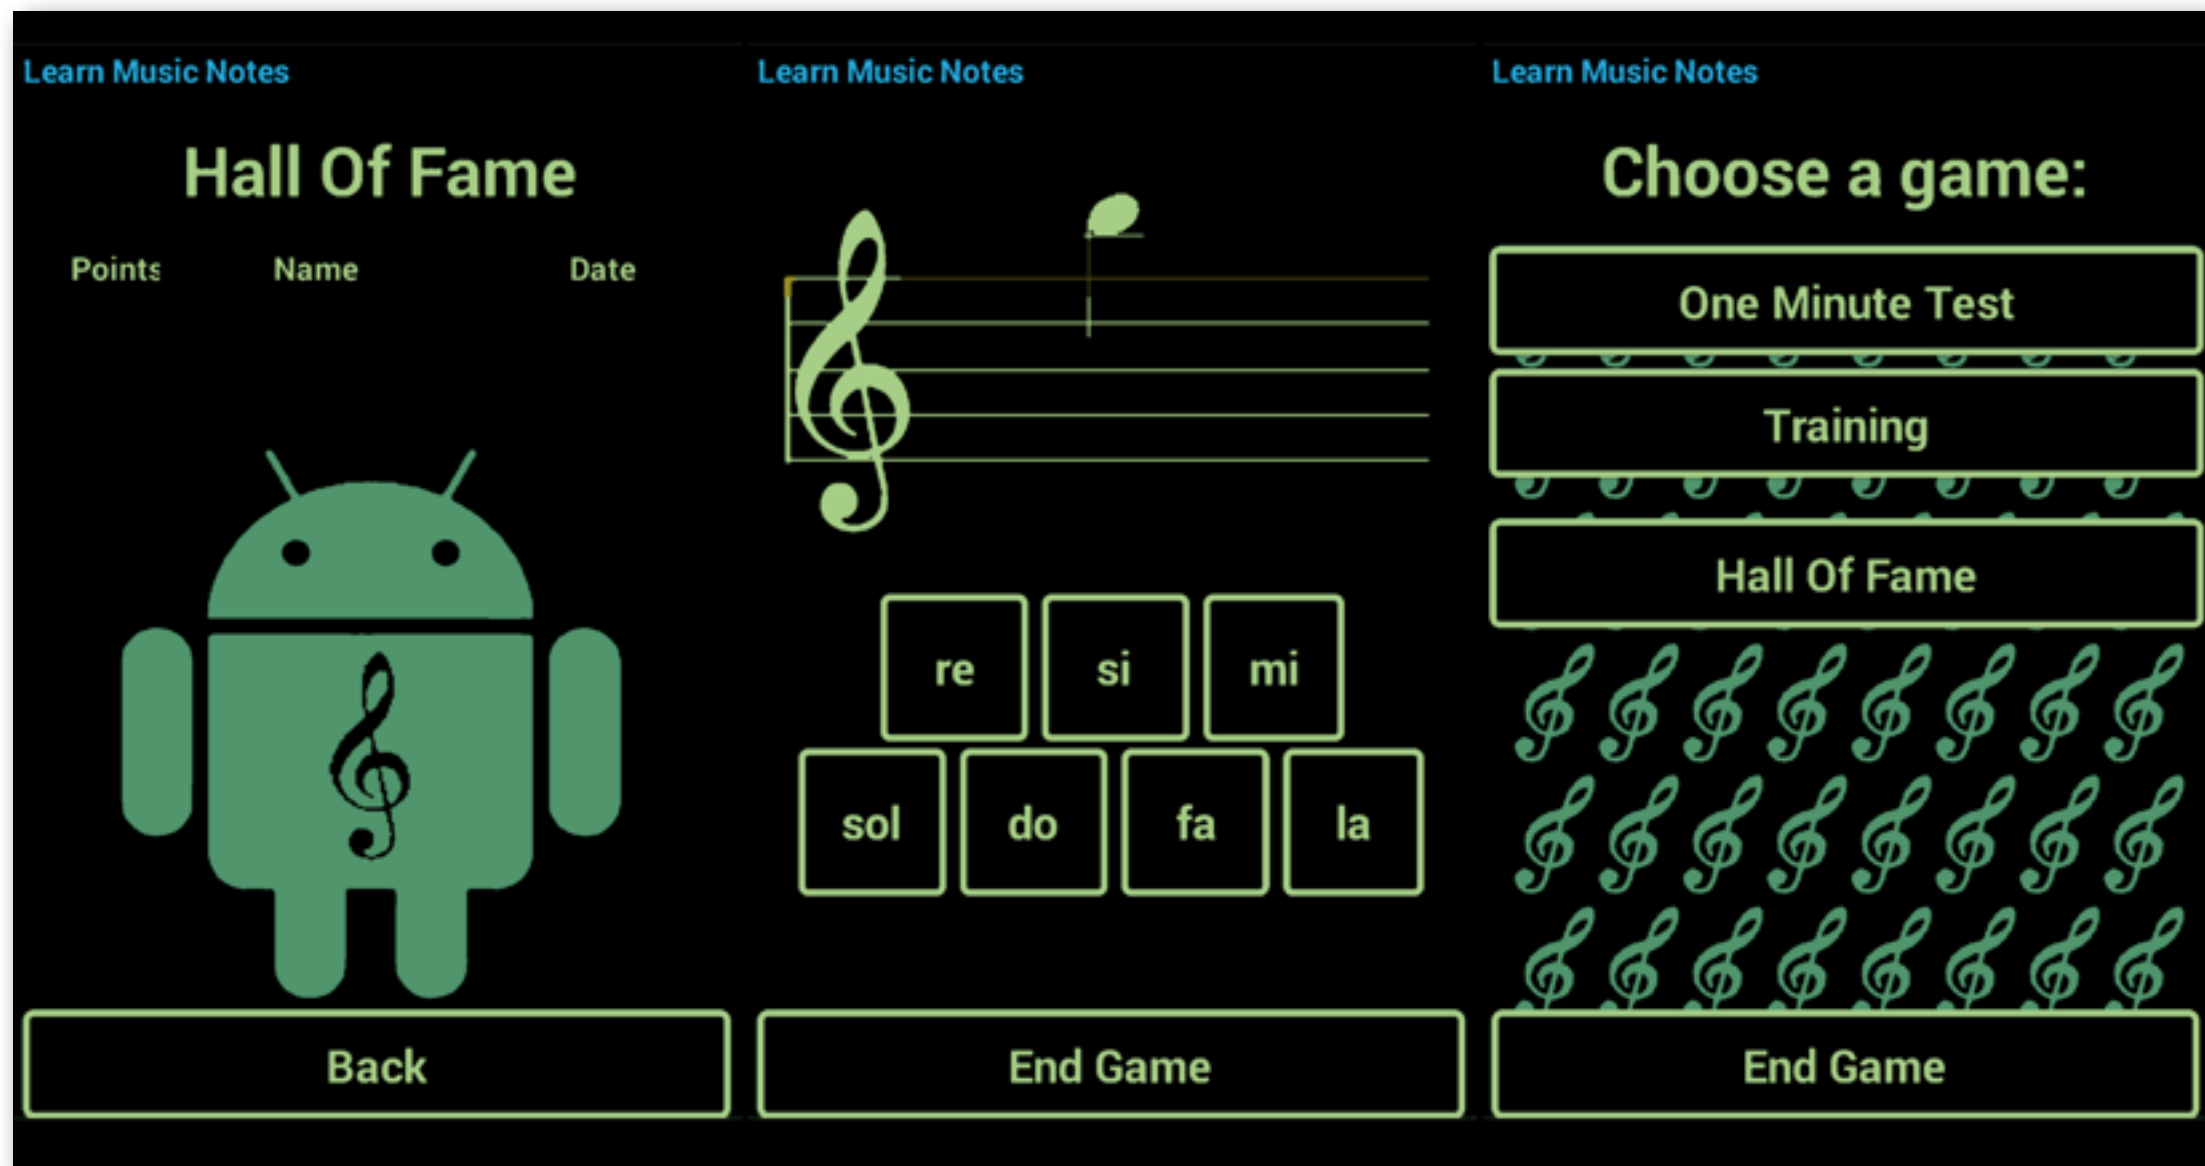 Learn Music Notes
Hall Of Fame
Points Name Date
Back
Learn Music Notes
re si mi
sol do fa la
End Game
Learn Music Notes
Choose a game:
One Minute Test
Training
Hall Of Fame
End Game